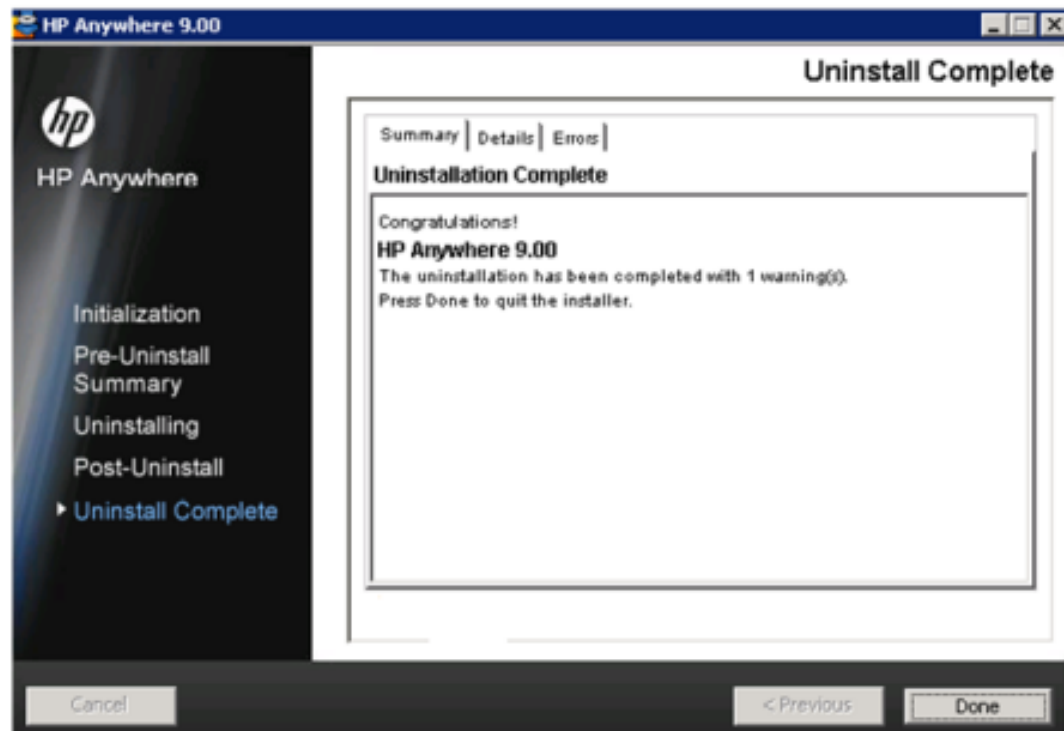 HP Anywhere 9.00
Uninstall Complete
hp
HP Anywhere
Initialization
Pre-Uninstall
Summary
Uninstalling
Post-Uninstall
Uninstall Complete
Summary Details Errors
Uninstallation Complete
Congratulations!
HP Anywhere 9.00
The uninstallation has been completed with 1 warning(s).
Press Done to quit the installer.
Cancel < Previous Done